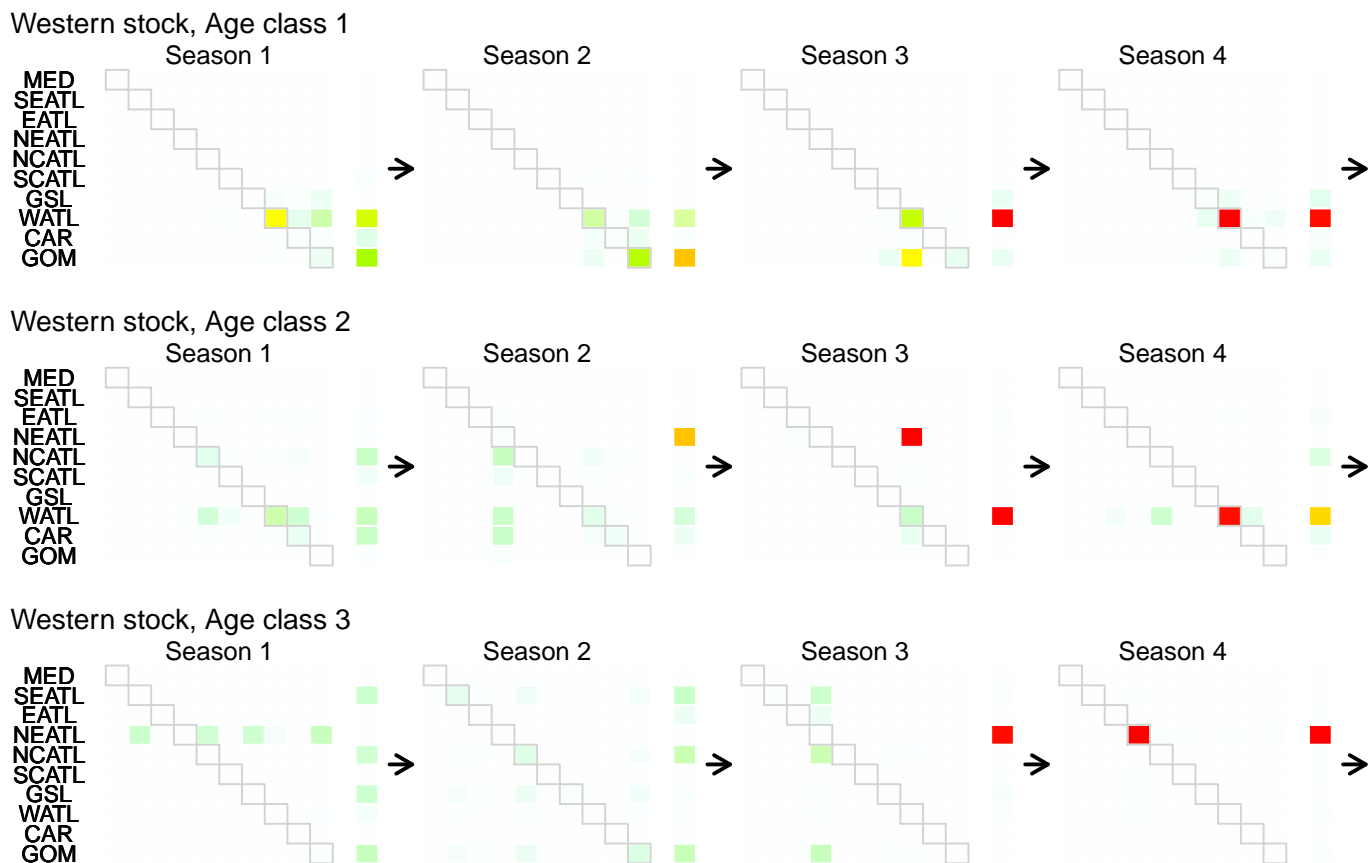 Western stock, Age class 1
Season 1 Season 2 Season 3 Season 4
MED
SEATL
EATL
NEATL
NCATL
SCATL
GSL
WATL
CAR
GOM
Western stock, Age class 2
Season 1 Season 2 Season 3 Season 4
MED
SEATL
EATL
NEATL
NCATL
SCATL
GSL
WATL
CAR
GOM
Western stock, Age class 3
Season 1 Season 2 Season 3 Season 4
MED
SEATL
EATL
NEATL
NCATL
SCATL
GSL
WATL
CAR
GOM